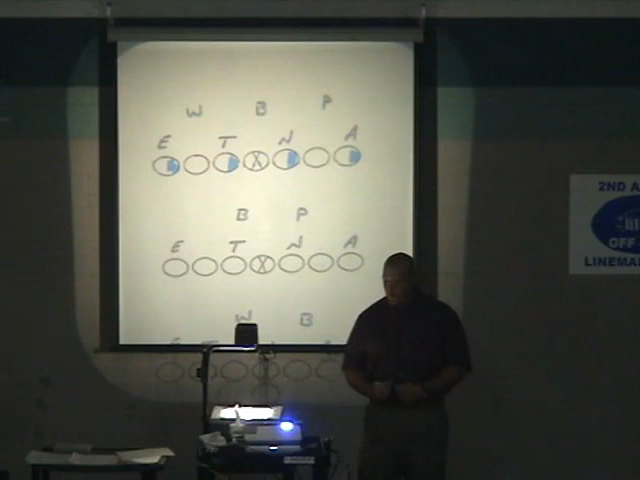 W B P
E T N A
X
B P
E T N A
X
W B
2ND A
OFF
LINEMA